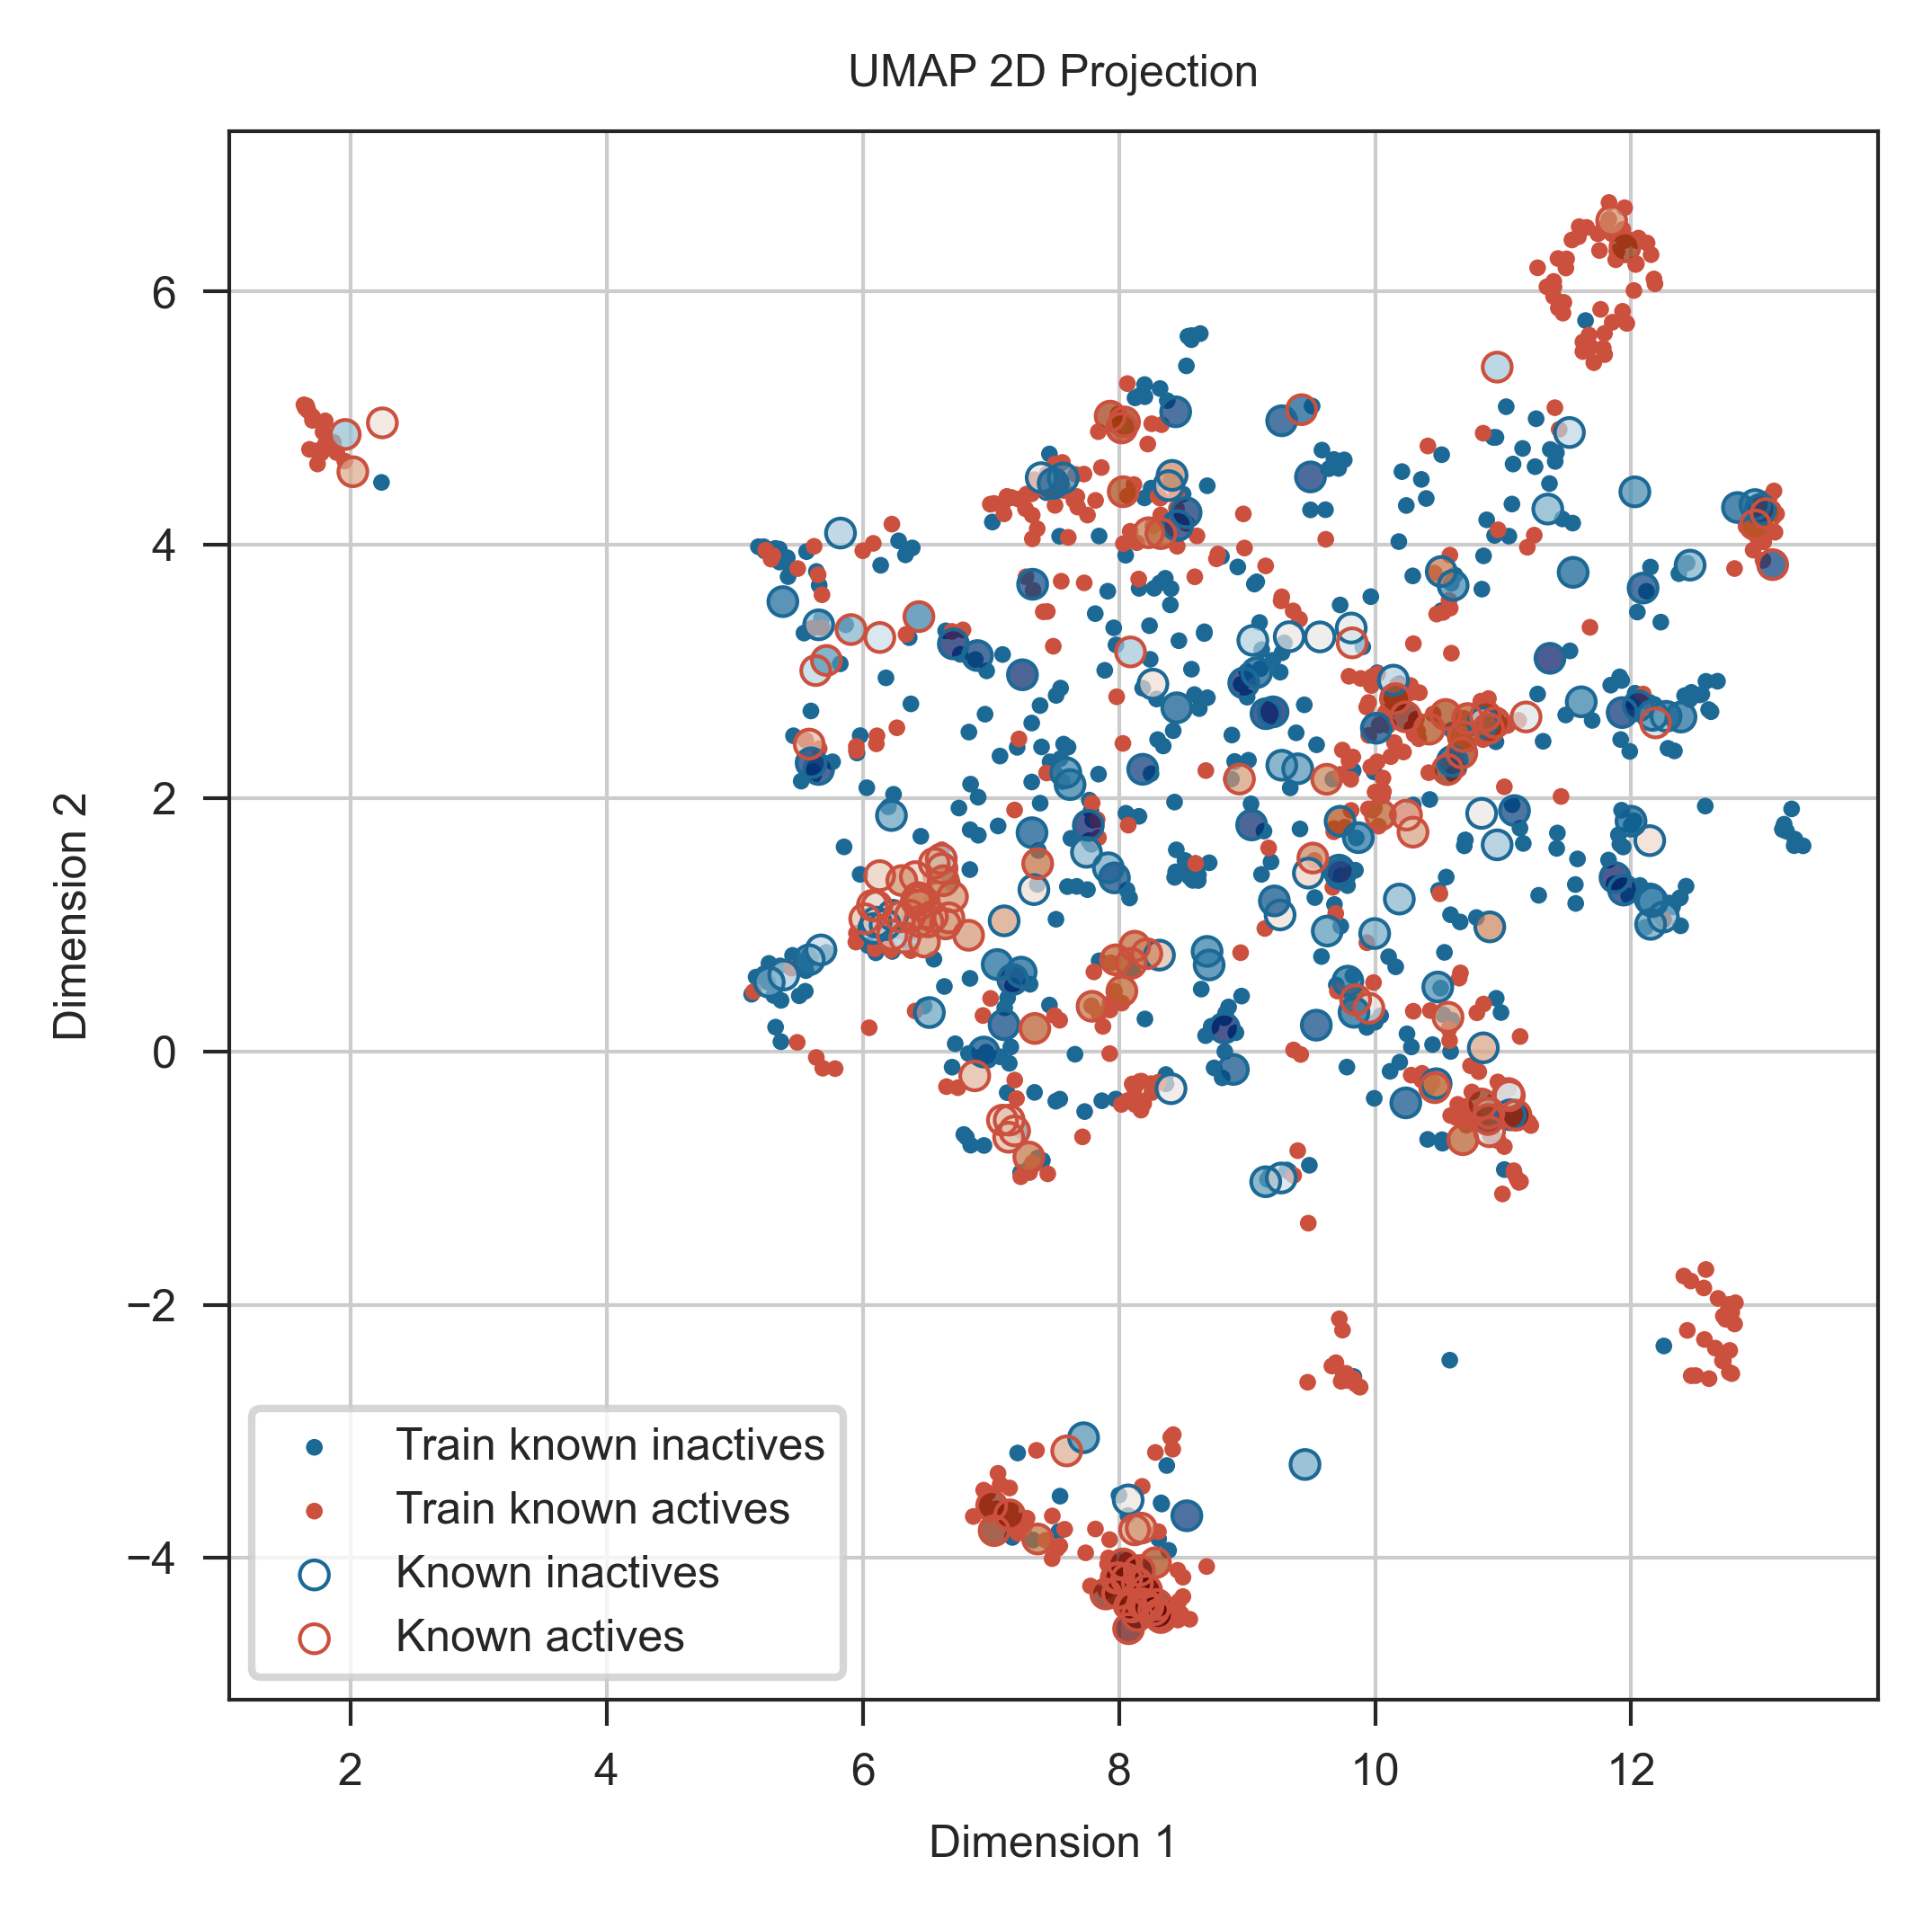 UMAP 2D Projection
Dimension 2
6
4
2
0
−2
−4
Train known inactives
Train known actives
Known inactives
Known actives
2 4 6 8 10 12
Dimension 1